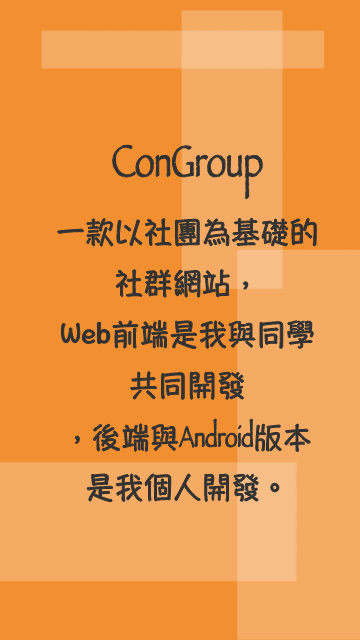 ConGroup
一款以社團為基礎的
社群網站，
Web前端是我與同學
共同開發
，後端與Android版本
是我個人開發。